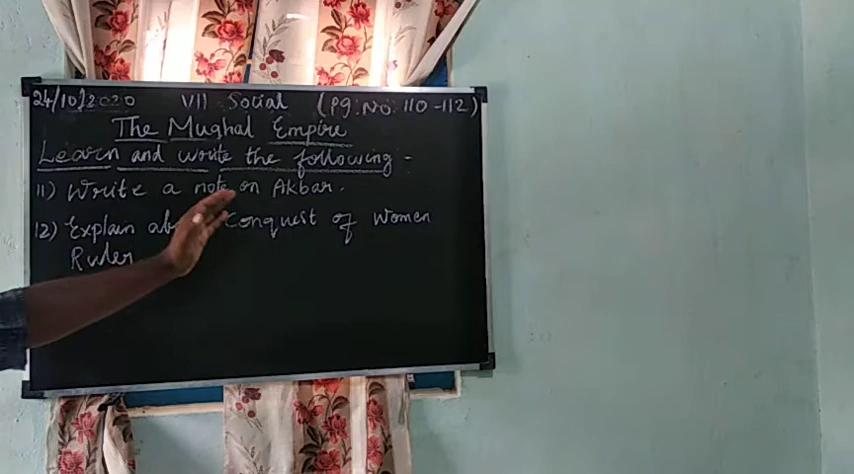 24/10/2020 VII Social (Pg: No: 110-112)
The Mughal Empire
Learn and write the following -
11) Write a note on Akbar.
12) Explain Conquest of Women
Ruler